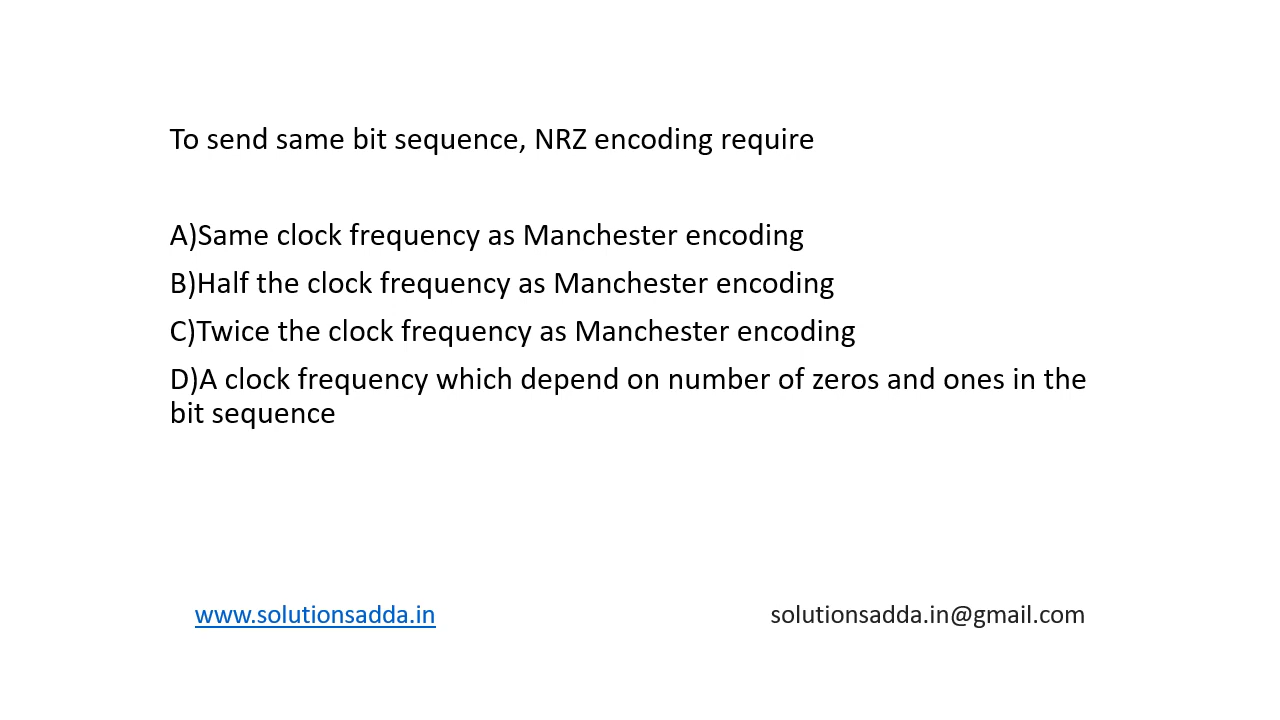 To send same bit sequence, NRZ encoding require
A)Same clock frequency as Manchester encoding
B)Half the clock frequency as Manchester encoding
C)Twice the clock frequency as Manchester encoding
D)A clock frequency which depend on number of zeros and ones in the
bit sequence
www.solutionsadda.in
solutionsadda.in@gmail.com